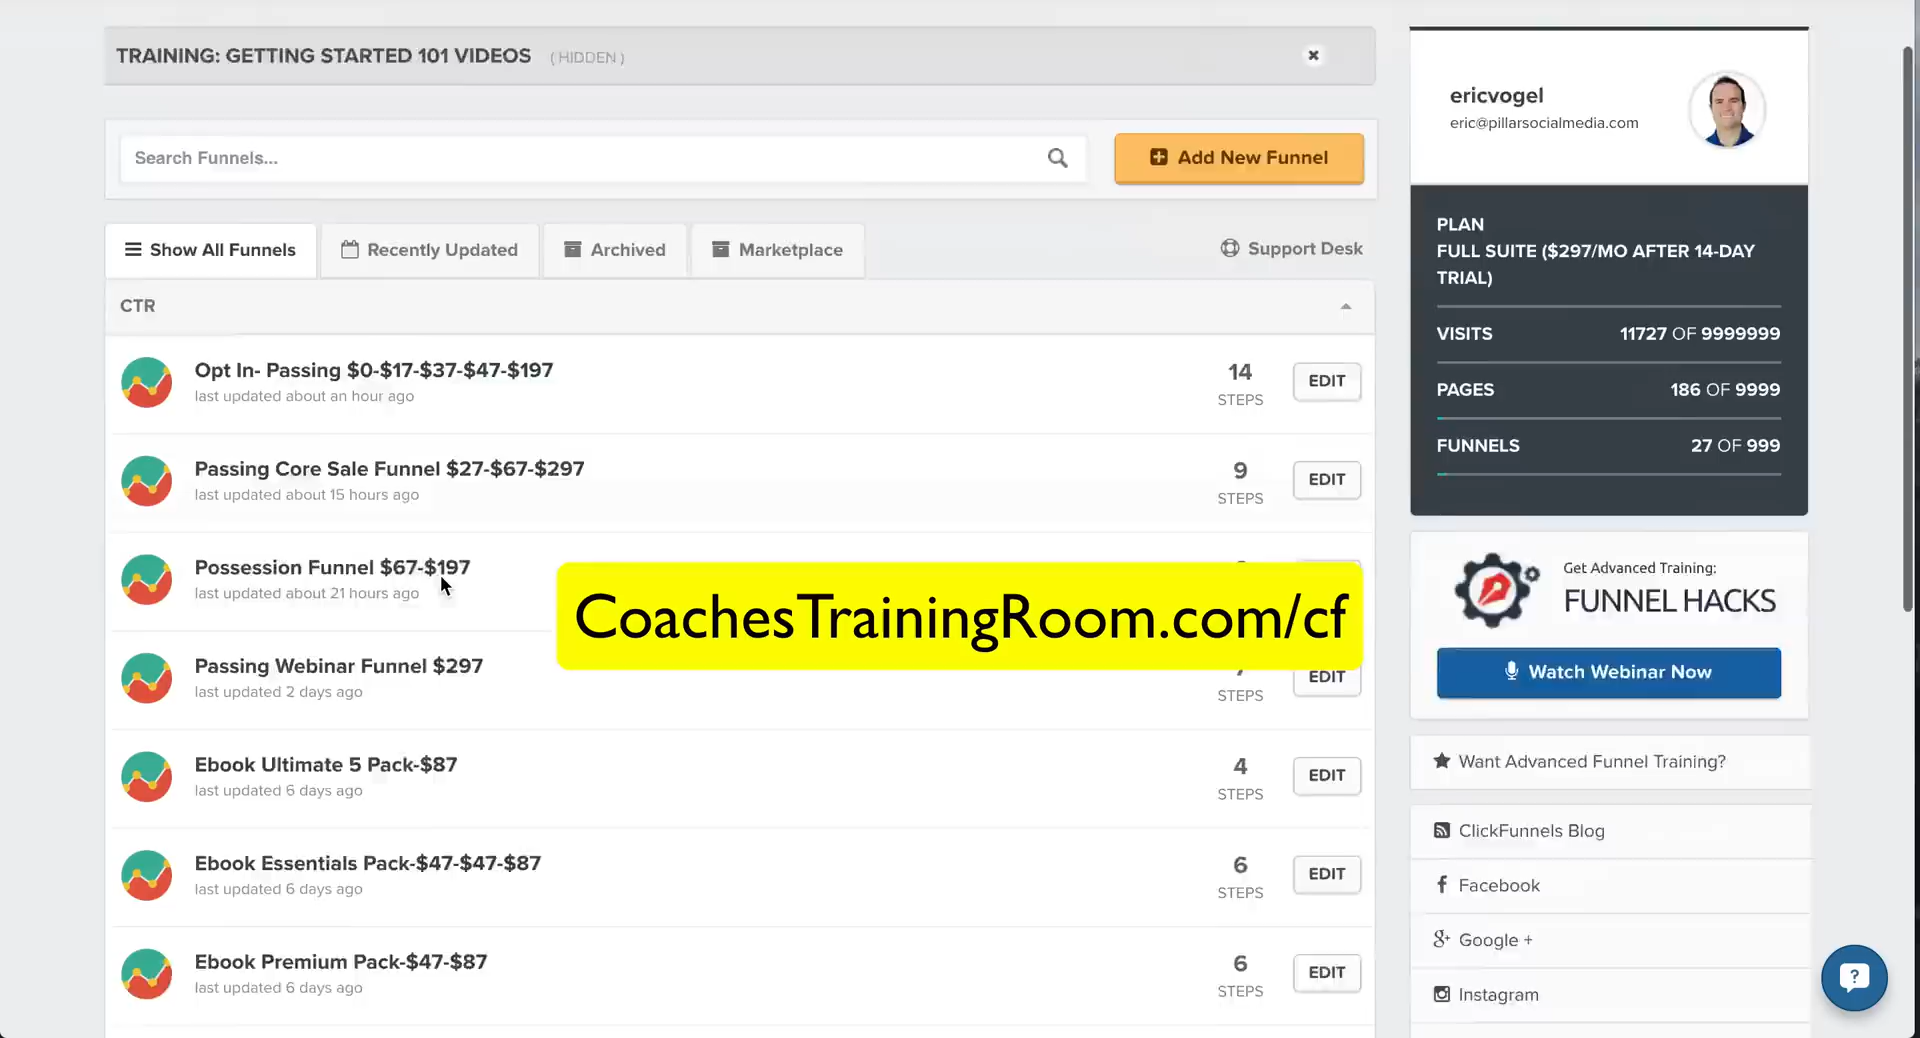 TRAINING: GETTING STARTED 101 VIDEOS (HIDDEN)
Search Funnels...
Add New Funnel
Show All Funnels
Recently Updated
Archived
Marketplace
Support Desk
CTR
Opt In- Passing $0-$17-$37-$47-$197
last updated about an hour ago
14
STEPS
EDIT
Passing Core Sale Funnel $27-$67-$297
last updated about 15 hours ago
9
STEPS
EDIT
Possession Funnel $67-$197
last updated about 21 hours ago
CoachesTrainingRoom.com/cf
Passing Webinar Funnel $297
last updated 2 days ago
STEPS
EDIT
Ebook Ultimate 5 Pack-$87
last updated 6 days ago
4
STEPS
EDIT
Ebook Essentials Pack-$47-$47-$87
last updated 6 days ago
6
STEPS
EDIT
Ebook Premium Pack-$47-$87
last updated 6 days ago
6
STEPS
EDIT
ericvogel
eric@pillarsocialmedia.com
PLAN
FULL SUITE ($297/MO AFTER 14-DAY
TRIAL)
VISITS 11727 OF 9999999
PAGES 186 OF 9999
FUNNELS 27 OF 999
Get Advanced Training:
FUNNEL HACKS
Watch Webinar Now
Want Advanced Funnel Training?
ClickFunnels Blog
Facebook
Google +
Instagram